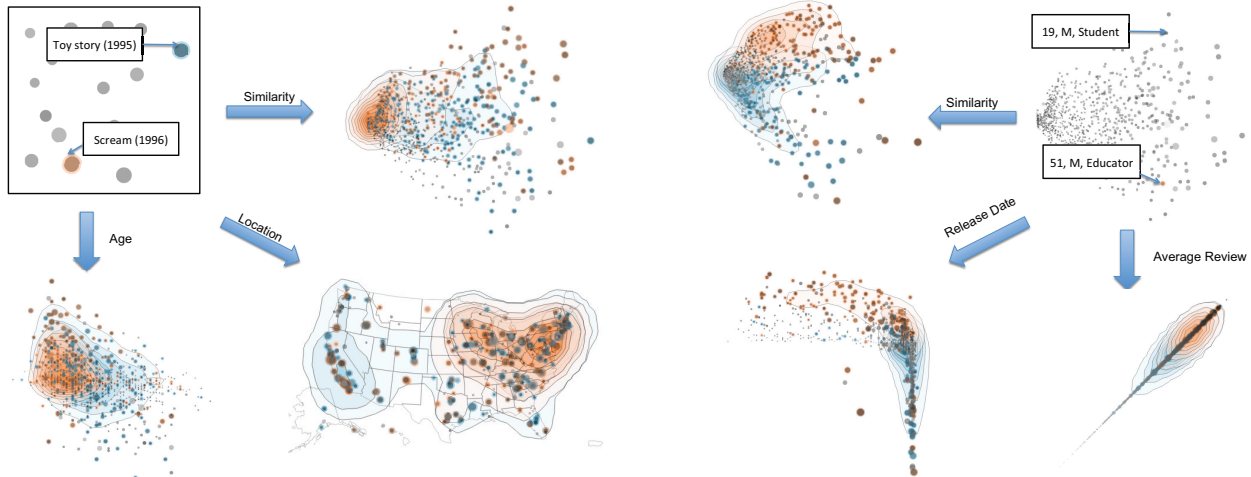 Toy story (1995)
Scream (1996)
Similarity
Age
Location
19, M, Student
Similarity
51, M, Educator
Release Date
Average Review